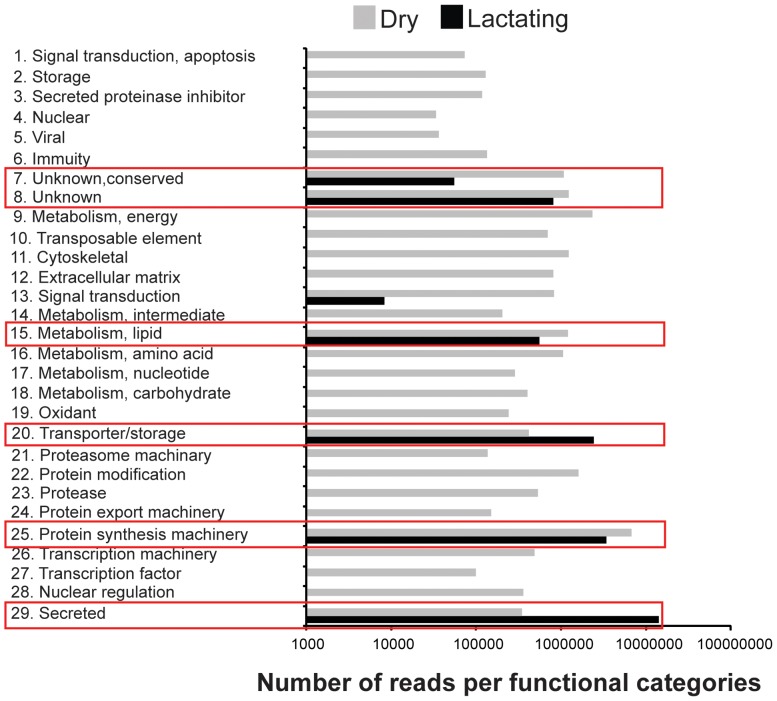 Dry Lactating
1. Signal transduction, apoptosis
2. Storage
3. Secreted proteinase inhibitor
4. Nuclear
5. Viral
6. Immuity
7. Unknown,conserved
8. Unknown
9. Metabolism, energy
10. Transposable element
11. Cytoskeletal
12. Extracellular matrix
13. Signal transduction
14. Metabolism, intermediate
15. Metabolism, lipid
16. Metabolism, amino acid
17. Metabolism, nucleotide
18. Metabolism, carbohydrate
19. Oxidant
20. Transporter/storage
21. Proteasome machinary
22. Protein modification
23. Protease
24. Protein export machinery
25. Protein synthesis machinery
26. Transcription machinery
27. Transcription factor
28. Nuclear regulation
29. Secreted
1000 10000 100000 1000000 10000000 100000000
Number of reads per functional categories